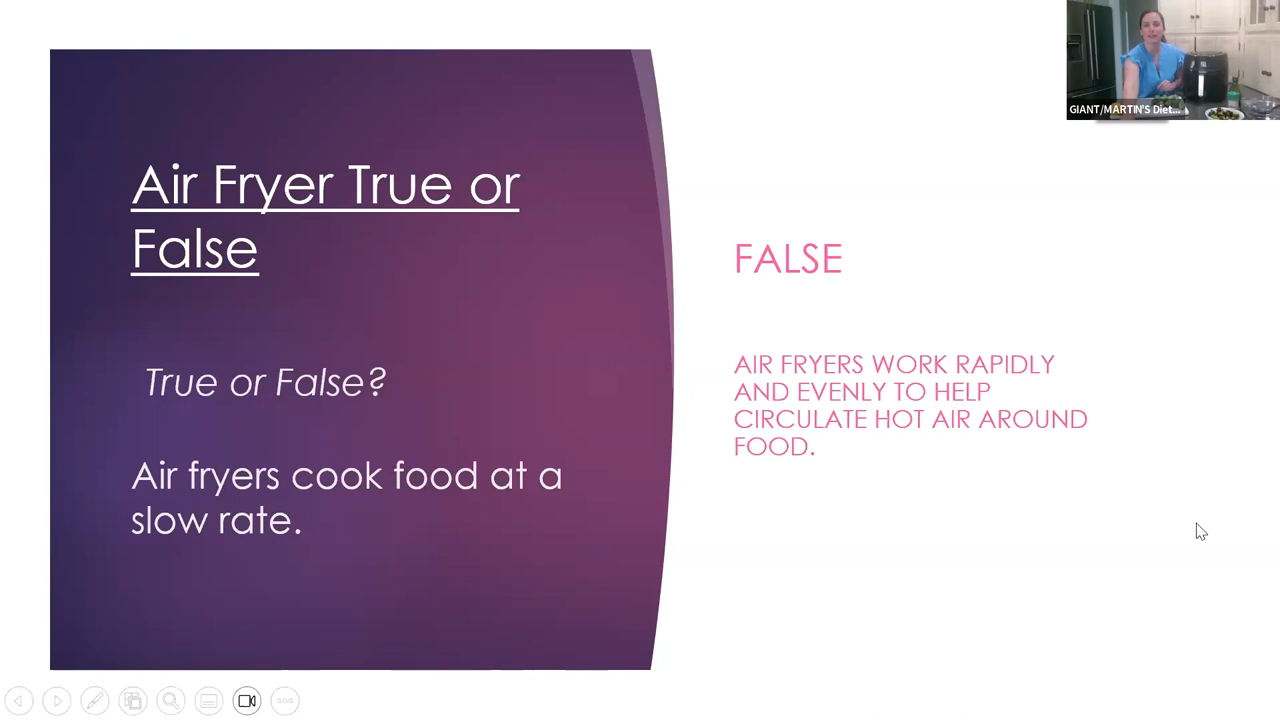 Air Fryer True or
False
True or False?
Air fryers cook food at a
slow rate.
FALSE
AIR FRYERS WORK RAPIDLY
AND EVENLY TO HELP
CIRCULATE HOT AIR AROUND
FOOD.
GIANT/MARTIN'S Diet...